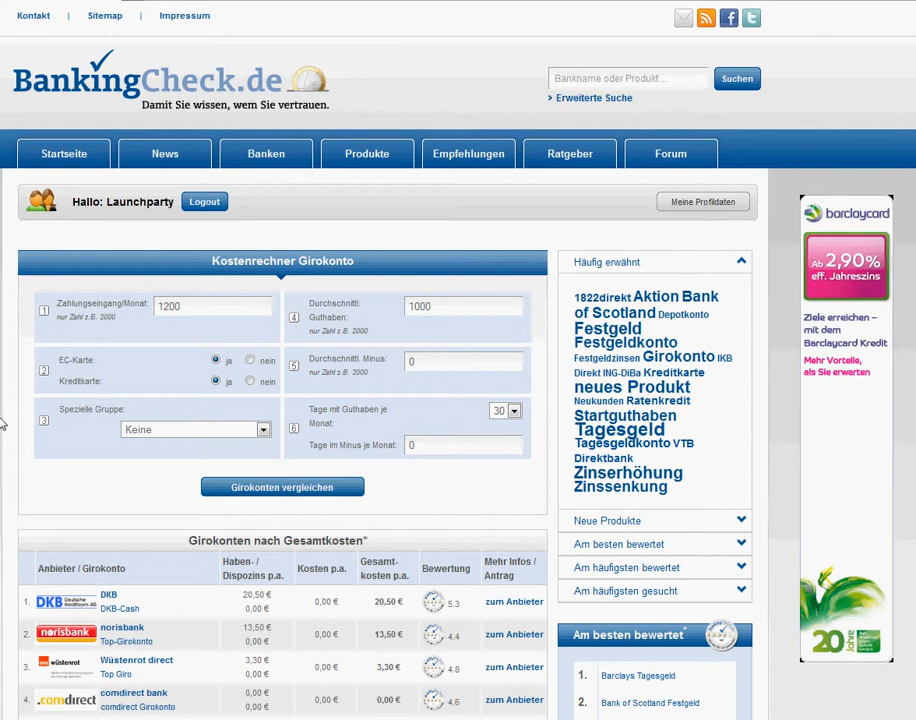 Kontakt | Sitemap | Impressum
BankingCheck.de
Damit Sie wissen, wem Sie vertrauen.
Bankname oder Produkt ...
Suchen
Erweiterte Suche
Startseite
News
Banken
Produkte
Empfehlungen
Ratgeber
Forum
Hallo: Launchparty
Logout
Meine Profildaten
Kostenrechner Girokonto
1 Zahlungseingang/Monat: 1200
nur Zahl z.B. 2000
2 EC-Karte: ja nein
Kreditkarte: ja nein
3 Spezielle Gruppe:
Keine
4 Durchschnittl.
Guthaben: 1000
nur Zahl z.B. 2000
5 Durchschnittl. Minus: 0
nur Zahl z.B. 2000
6 Tage mit Guthaben je
Monat: 30
Tage im Minus je Monat: 0
Girokonten vergleichen
Girokonten nach Gesamtkosten*
Anbieter / Girokonto
Haben- /
Dispozins p.a.
Kosten p.a.
Gesamt-
kosten p.a.
Bewertung
Mehr Infos /
Antrag
1. DKB Deutsche Kreditbank AG DKB 20,50 € 0,00 € 20,50 € 5.3 zum Anbieter
DKB-Cash 0,00 €
2. norisbank norisbank 13,50 € 0,00 € 13,50 € 4.4 zum Anbieter
Top-Girokonto 0,00 €
3. wüstenrot Wüstenrot direct 3,30 € 0,00 € 3,30 € 4.8 zum Anbieter
Top Giro 0,00 €
4. .comdirect comdirect bank 0,00 € 0,00 € 0,00 € 4.6 zum Anbieter
comdirect Girokonto 0,00 €
Häufig erwähnt
1822direkt Aktion Bank
of Scotland Depotkonto
Festgeld
Festgeldkonto
Festgeldzinsen Girokonto IKB
Direkt ING-DiBa Kreditkarte
neues Produkt
Neukunden Ratenkredit
Startguthaben
Tagesgeld
Tagesgeldkonto VTB
Direktbank
Zinserhöhung
Zinssenkung
Neue Produkte
Am besten bewertet
Am häufigsten bewertet
Am häufigsten gesucht
Am besten bewertet*
1. Barclays Tagesgeld
2. Bank of Scotland Festgeld
barclaycard
Ab 2,90%
eff. Jahreszins
Ziele erreichen –
mit dem
Barclaycard Kredit
Mehr Vorteile,
als Sie erwarten
20 Jahre